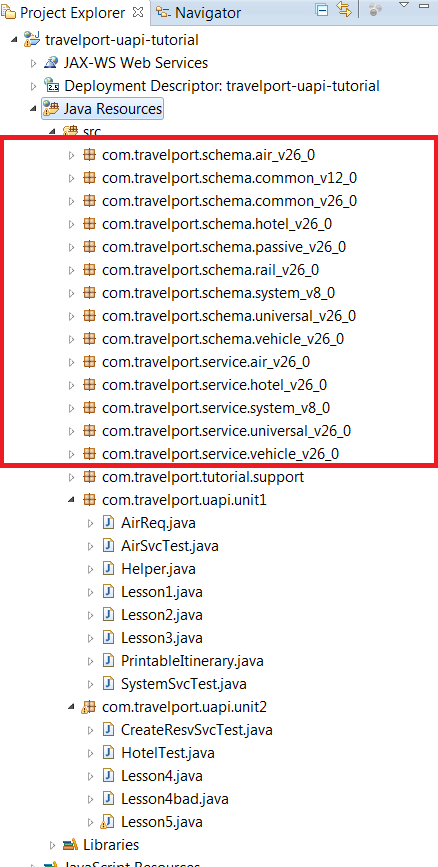 Project Explorer Navigator
travelport-uapi-tutorial
JAX-WS Web Services
Deployment Descriptor: travelport-uapi-tutorial
Java Resources
src
com.travelport.schema.air_v26_0
com.travelport.schema.common_v12_0
com.travelport.schema.common_v26_0
com.travelport.schema.hotel_v26_0
com.travelport.schema.passive_v26_0
com.travelport.schema.rail_v26_0
com.travelport.schema.system_v8_0
com.travelport.schema.universal_v26_0
com.travelport.schema.vehicle_v26_0
com.travelport.service.air_v26_0
com.travelport.service.hotel_v26_0
com.travelport.service.system_v8_0
com.travelport.service.universal_v26_0
com.travelport.service.vehicle_v26_0
com.travelport.tutorial.support
com.travelport.uapi.unit1
AirReq.java
AirSvcTest.java
Helper.java
Lesson1.java
Lesson2.java
Lesson3.java
PrintableItinerary.java
SystemSvcTest.java
com.travelport.uapi.unit2
CreateResvSvcTest.java
HotelTest.java
Lesson4.java
Lesson4bad.java
Lesson5.java
Libraries
JavaScript Resources